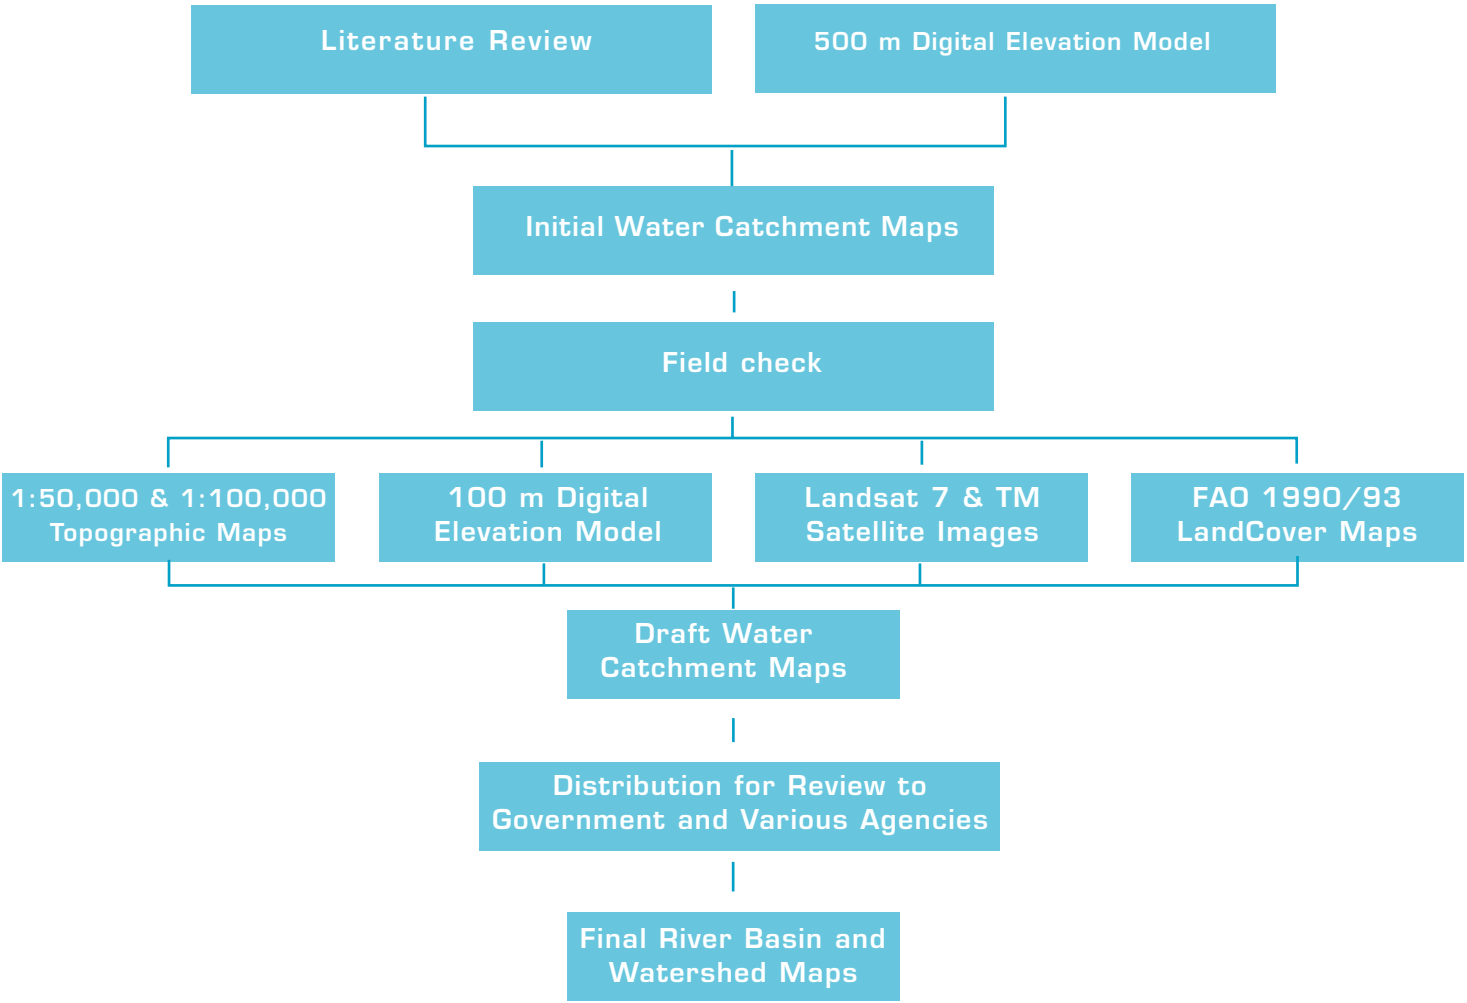 Literature Review
500 m Digital Elevation Model
Initial Water Catchment Maps
Field check
1:50,000 & 1:100,000
Topographic Maps
100 m Digital
Elevation Model
Landsat 7 & TM
Satellite Images
FAO 1990/93
LandCover Maps
Draft Water
Catchment Maps
Distribution for Review to
Government and Various Agencies
Final River Basin and
Watershed Maps